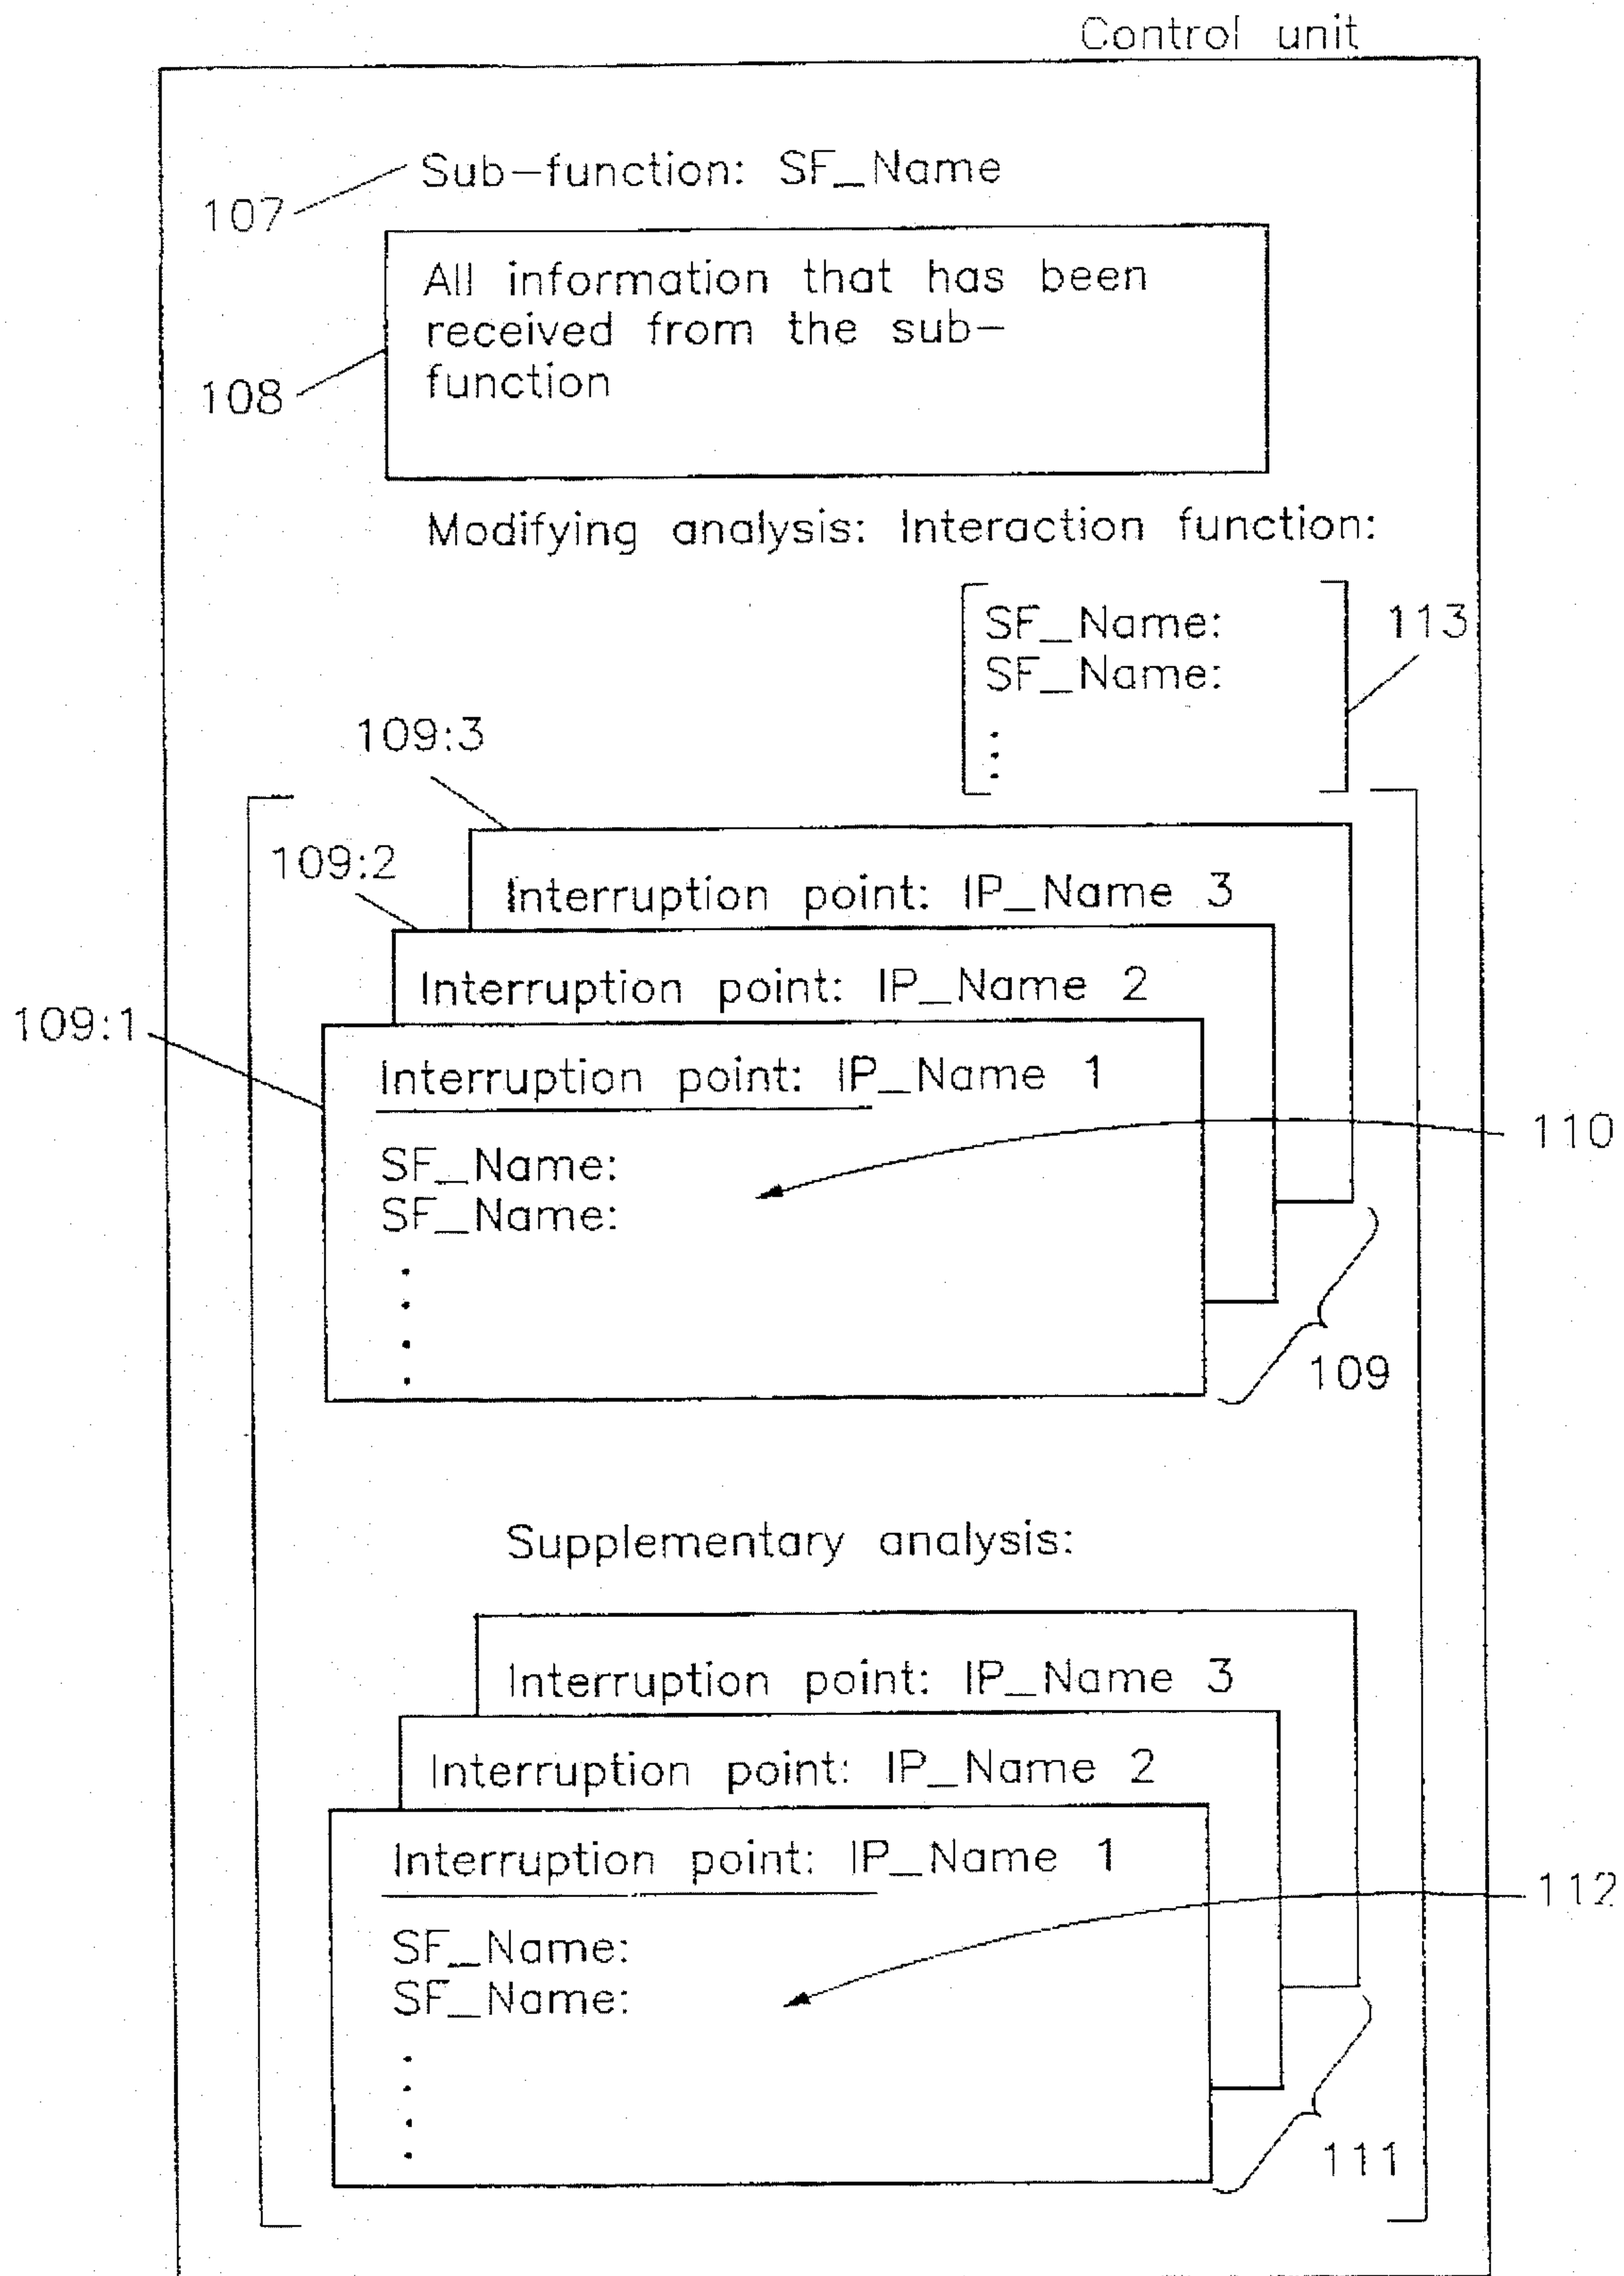 Control unit
Sub-function: SF_Name
107
All information that has been
received from the sub-
function
108
Modifying analysis: Interaction function:
SF_Name:
SF_Name:
113
109:3
109:2
Interruption point: IP_Name 3
Interruption point: IP_Name 2
109:1
Interruption point: IP_Name 1
110
SF_Name:
SF_Name:
109
Supplementary analysis:
Interruption point: IP_Name 3
Interruption point: IP_Name 2
Interruption point: IP_Name 1
112
SF_Name:
SF_Name:
111